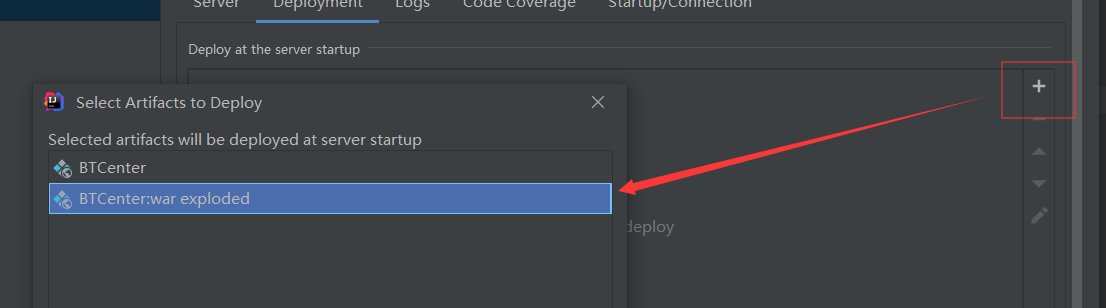 Server Deployment Logs Code Coverage Startup/Connection
Deploy at the server startup
Select Artifacts to Deploy
Selected artifacts will be deployed at server startup
BTCenter
BTCenter:war exploded
deploy